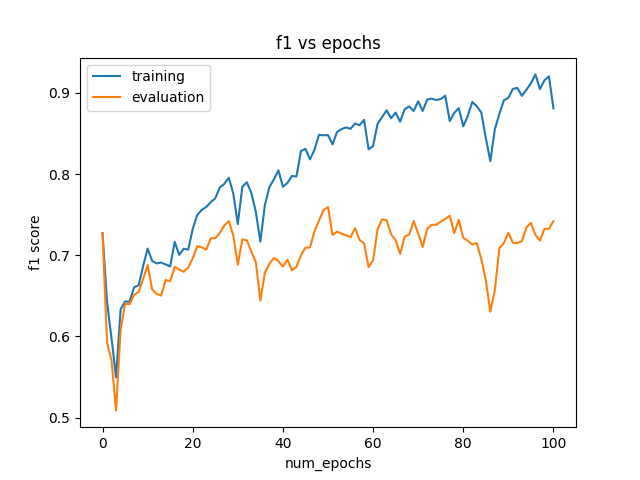 f1 vs epochs
training
evaluation
0.9
0.8
0.7
0.6
0.5
f1 score
0 20 40 60 80 100
num_epochs